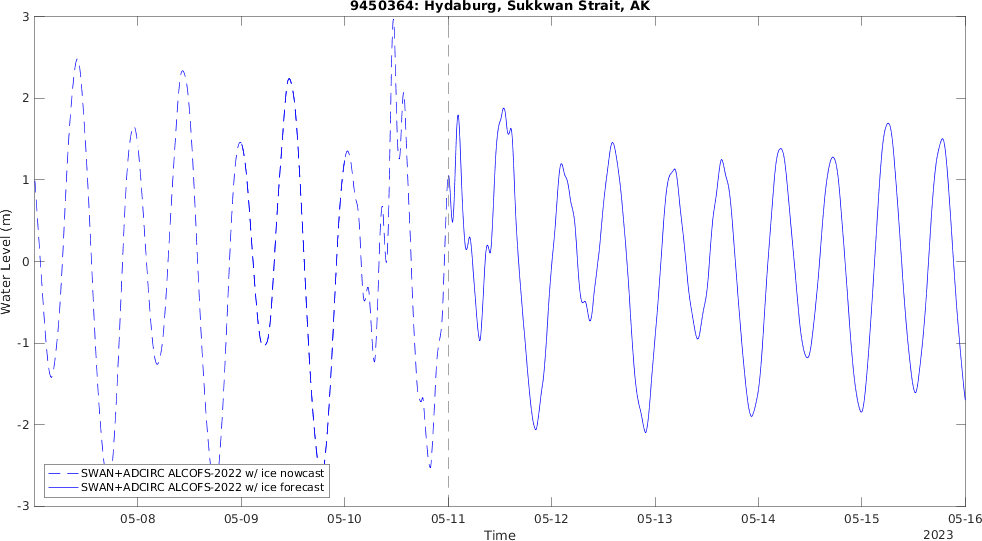 9450364: Hydaburg, Sukkwan Strait, AK
3
2
1
0
-1
-2
-3
Water Level (m)
SWAN+ADCIRC ALCOFS-2022 w/ ice nowcast
SWAN+ADCIRC ALCOFS-2022 w/ ice forecast
05-08 05-09 05-10 05-11 05-12 05-13 05-14 05-15 05-16
Time
2023